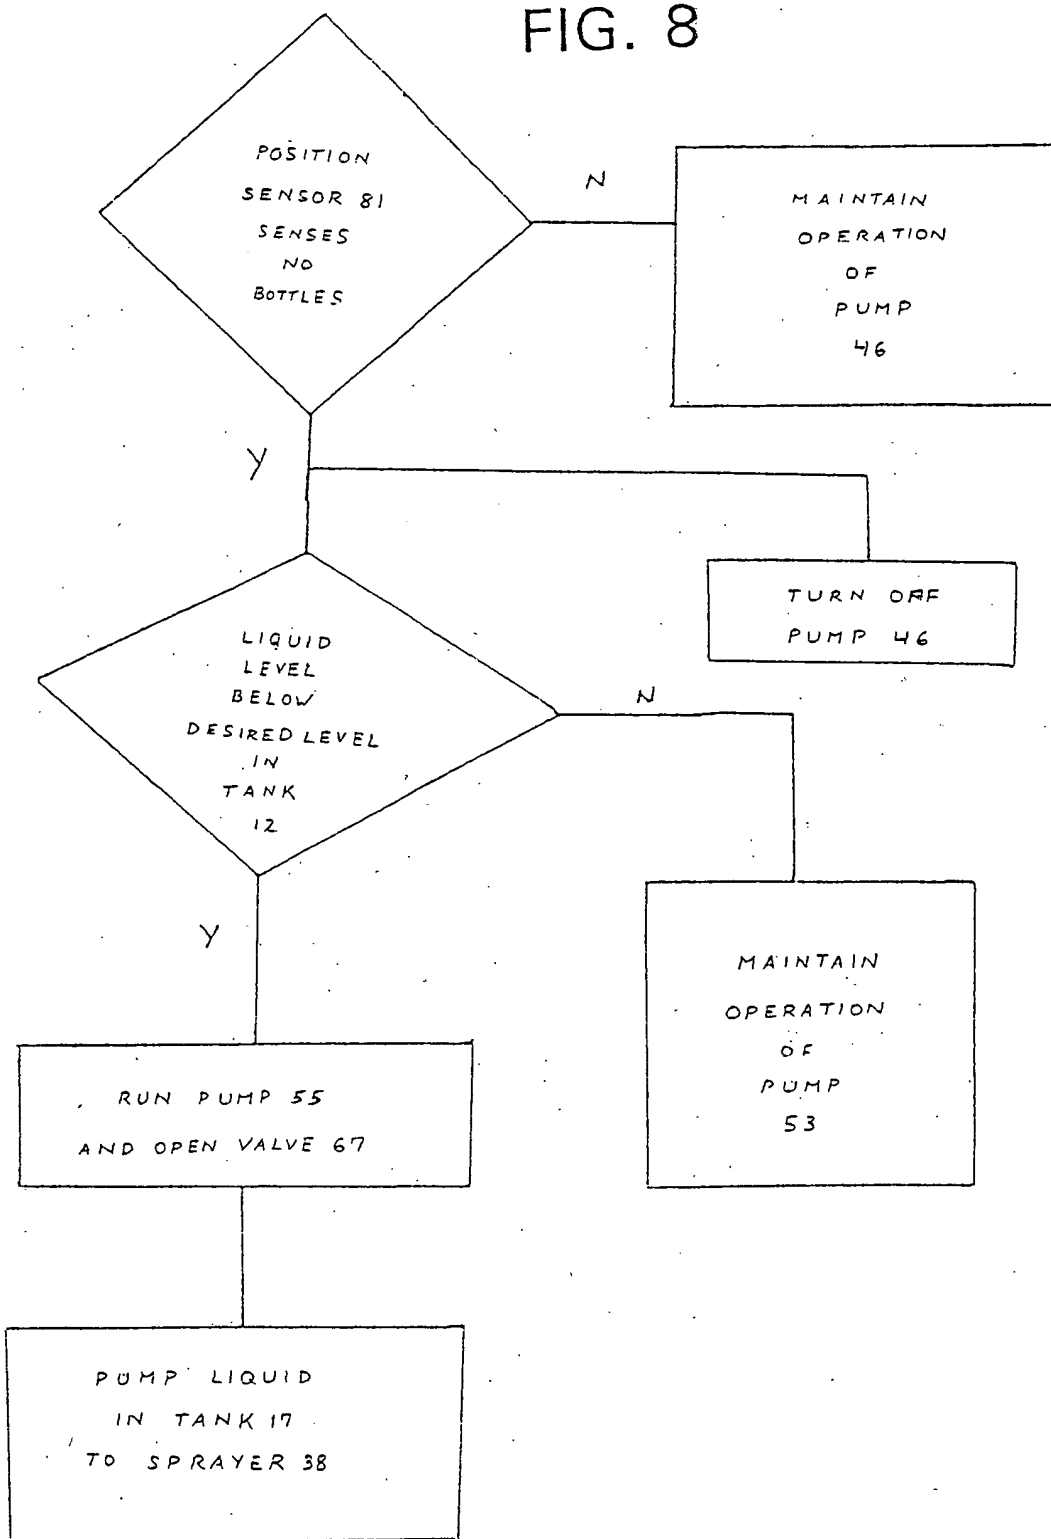 FIG. 8
POSITION
SENSOR 81
SENSES
NO
BOTTLES
N
MAINTAIN
OPERATION
OF
PUMP
46
Y
TURN OFF
PUMP 46
LIQUID
LEVEL
BELOW
DESIRED LEVEL
IN
TANK
12
N
MAINTAIN
OPERATION
OF
PUMP
53
Y
RUN PUMP 55
AND OPEN VALVE 67
PUMP LIQUID
IN TANK 17
TO SPRAYER 38